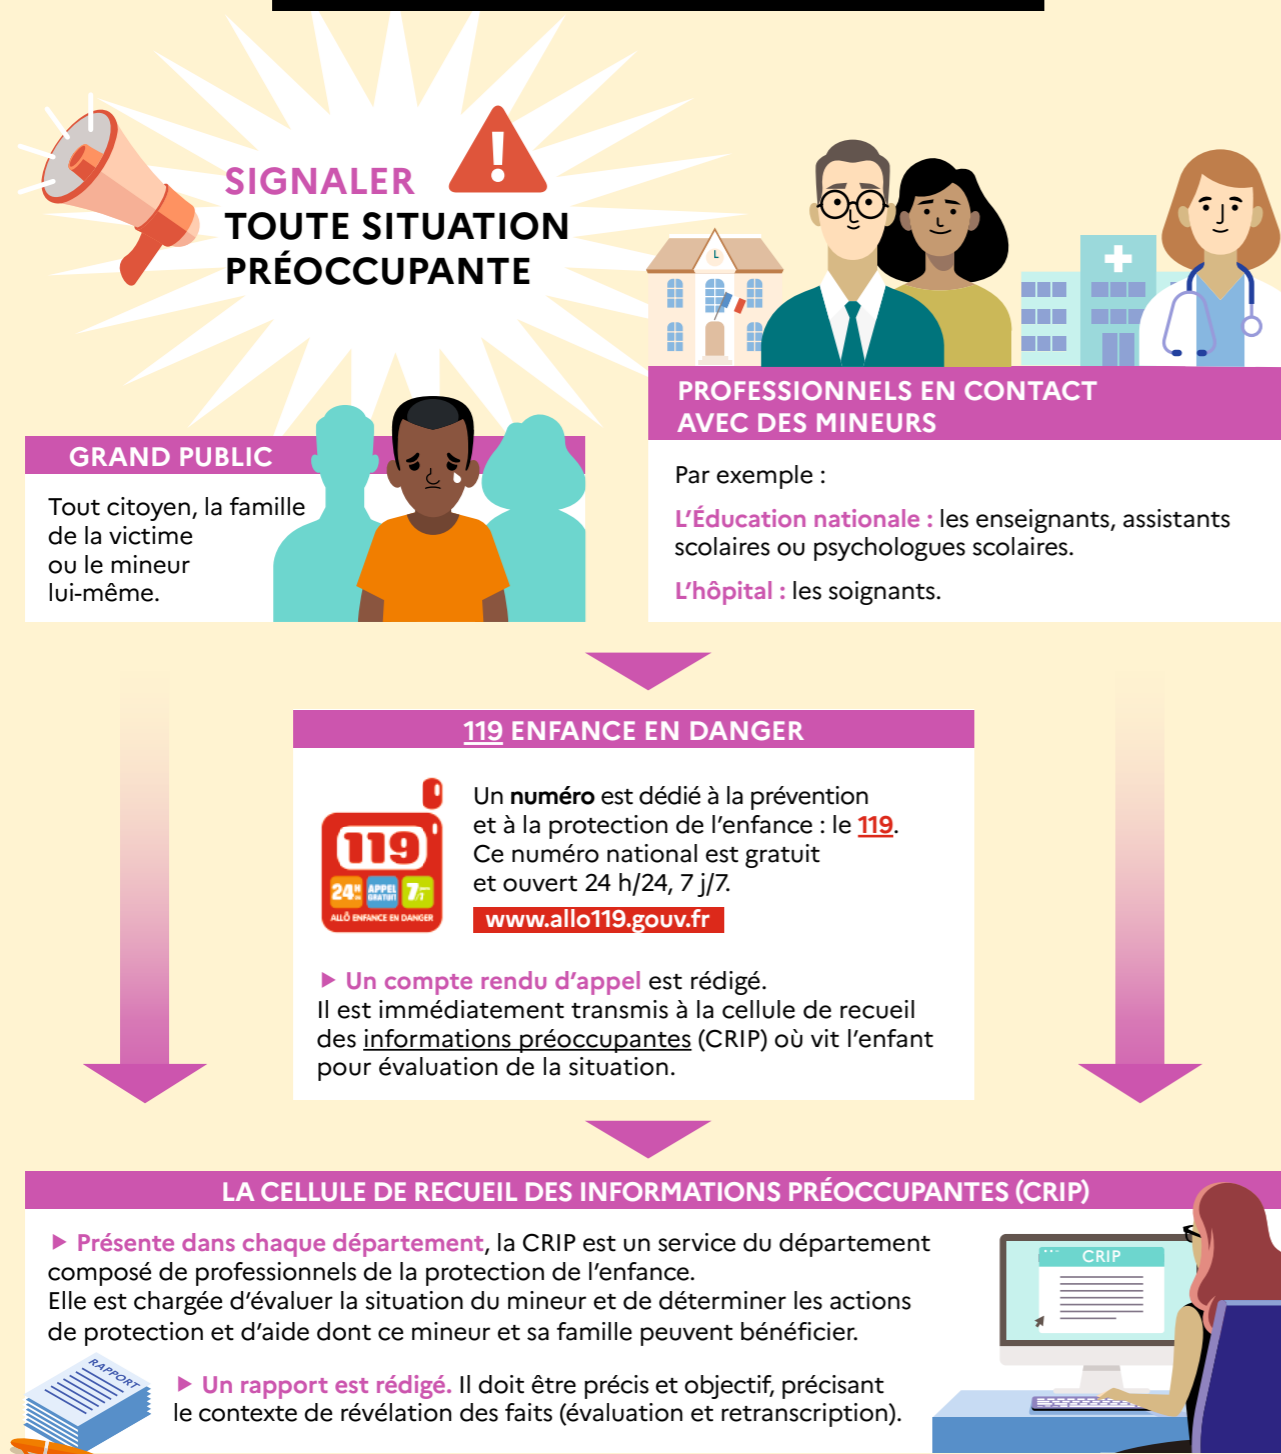 SIGNALER
TOUTE SITUATION
PRÉOCCUPANTE
GRAND PUBLIC
Tout citoyen, la famille
de la victime
ou le mineur
lui-même.
PROFESSIONNELS EN CONTACT
AVEC DES MINEURS
Par exemple :
L'Éducation nationale : les enseignants, assistants
scolaires ou psychologues scolaires.
L'hôpital : les soignants.
119 ENFANCE EN DANGER
119
24H
APPEL
GRATUIT
7J/7
ALLÔ ENFANCE EN DANGER
Un numéro est dédié à la prévention
et à la protection de l'enfance : le 119.
Ce numéro national est gratuit
et ouvert 24 h/24, 7 j/7.
www.allo119.gouv.fr
▶ Un compte rendu d'appel est rédigé.
Il est immédiatement transmis à la cellule de recueil
des informations préoccupantes (CRIP) où vit l'enfant
pour évaluation de la situation.
LA CELLULE DE RECUEIL DES INFORMATIONS PRÉOCCUPANTES (CRIP)
▶ Présente dans chaque département, la CRIP est un service du département
composé de professionnels de la protection de l'enfance.
Elle est chargée d'évaluer la situation du mineur et de déterminer les actions
de protection et d'aide dont ce mineur et sa famille peuvent bénéficier.
CRIP
RAPPORT
▶ Un rapport est rédigé. Il doit être précis et objectif, précisant
le contexte de révélation des faits (évaluation et retranscription).